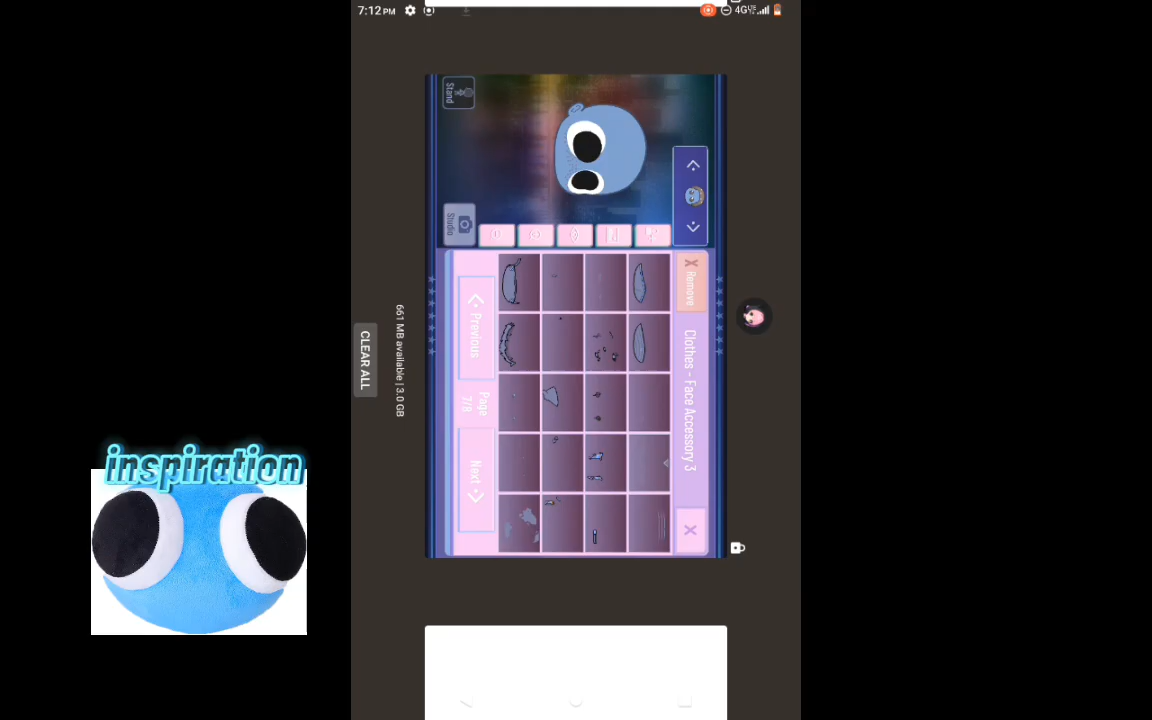 7:12 PM
4G
Stand
Studio
Remove
Clothes - Face Accessory 3
Previous
Page
7/8
Next
661 MB available | 3.0 GB
CLEAR ALL
inspiration